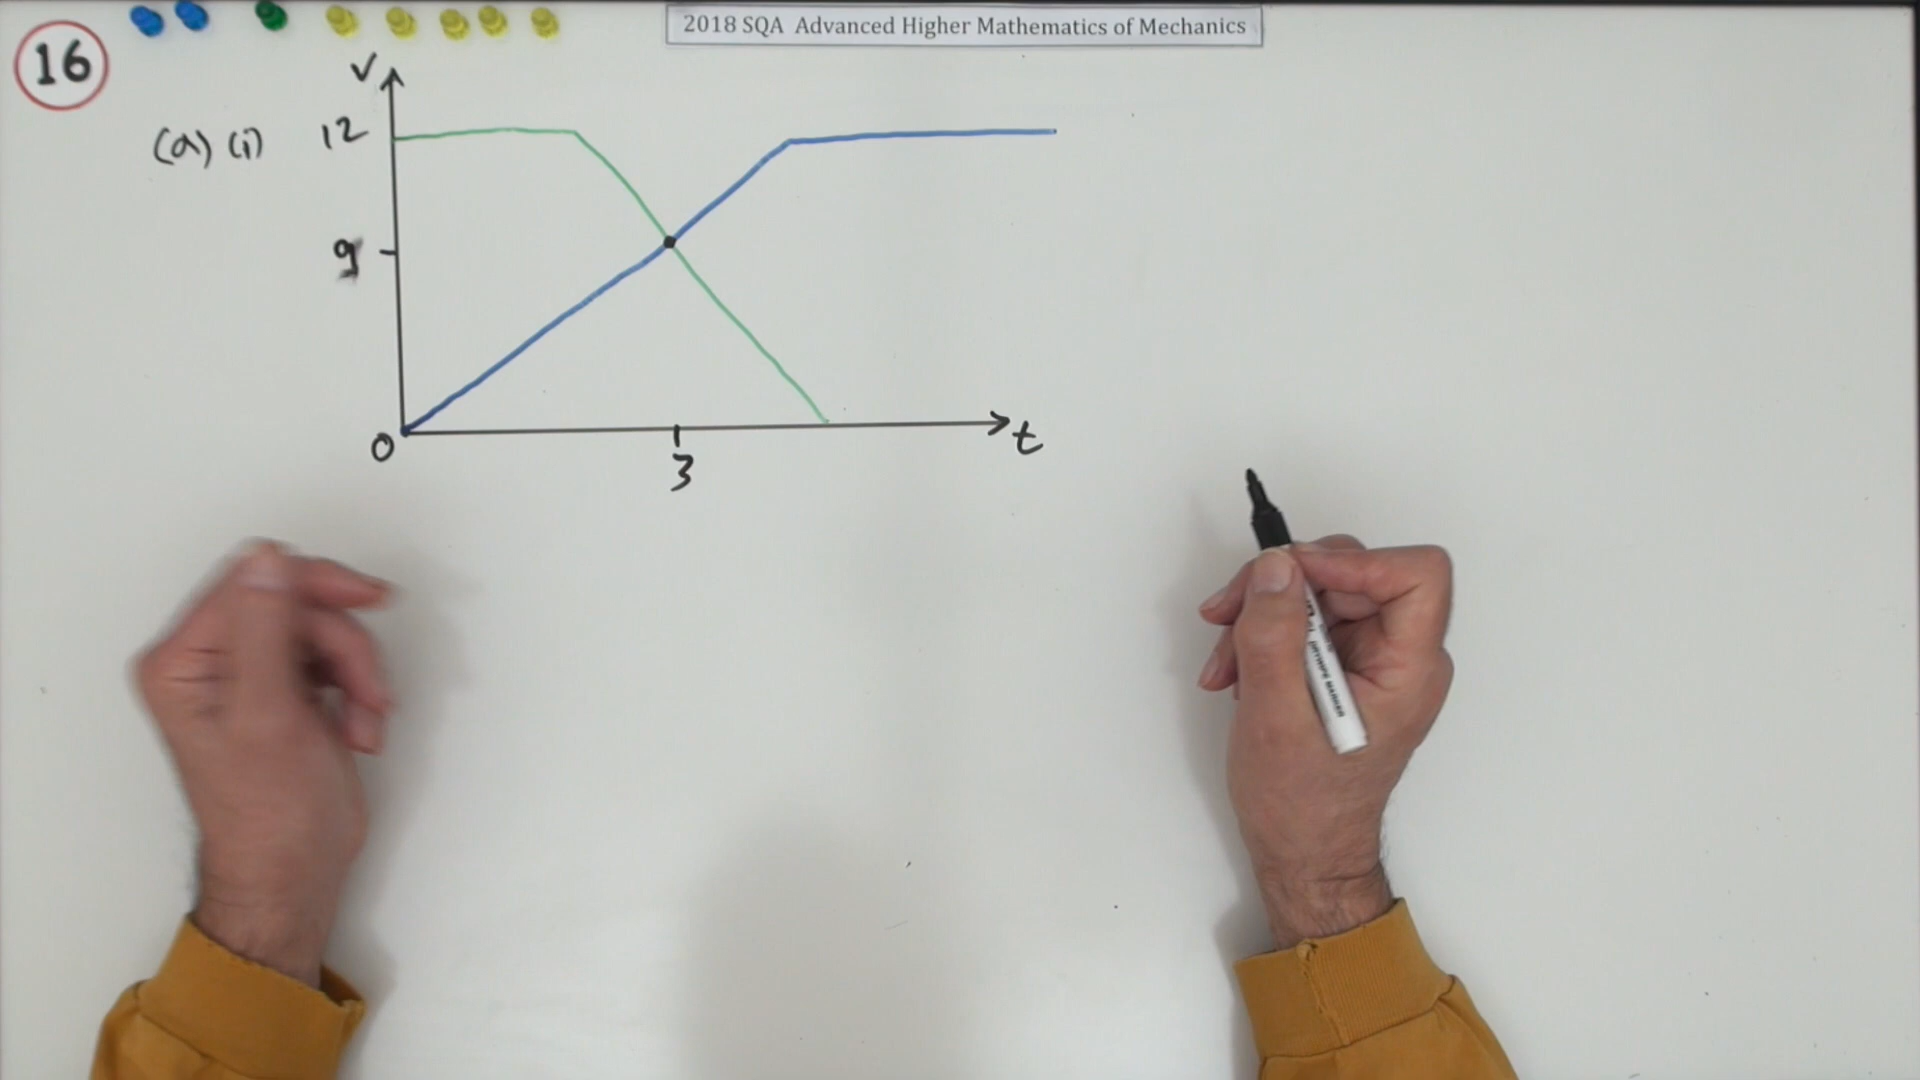 2018 SQA Advanced Higher Mathematics of Mechanics
16
v
(a) (i) 12
9
0
3
t